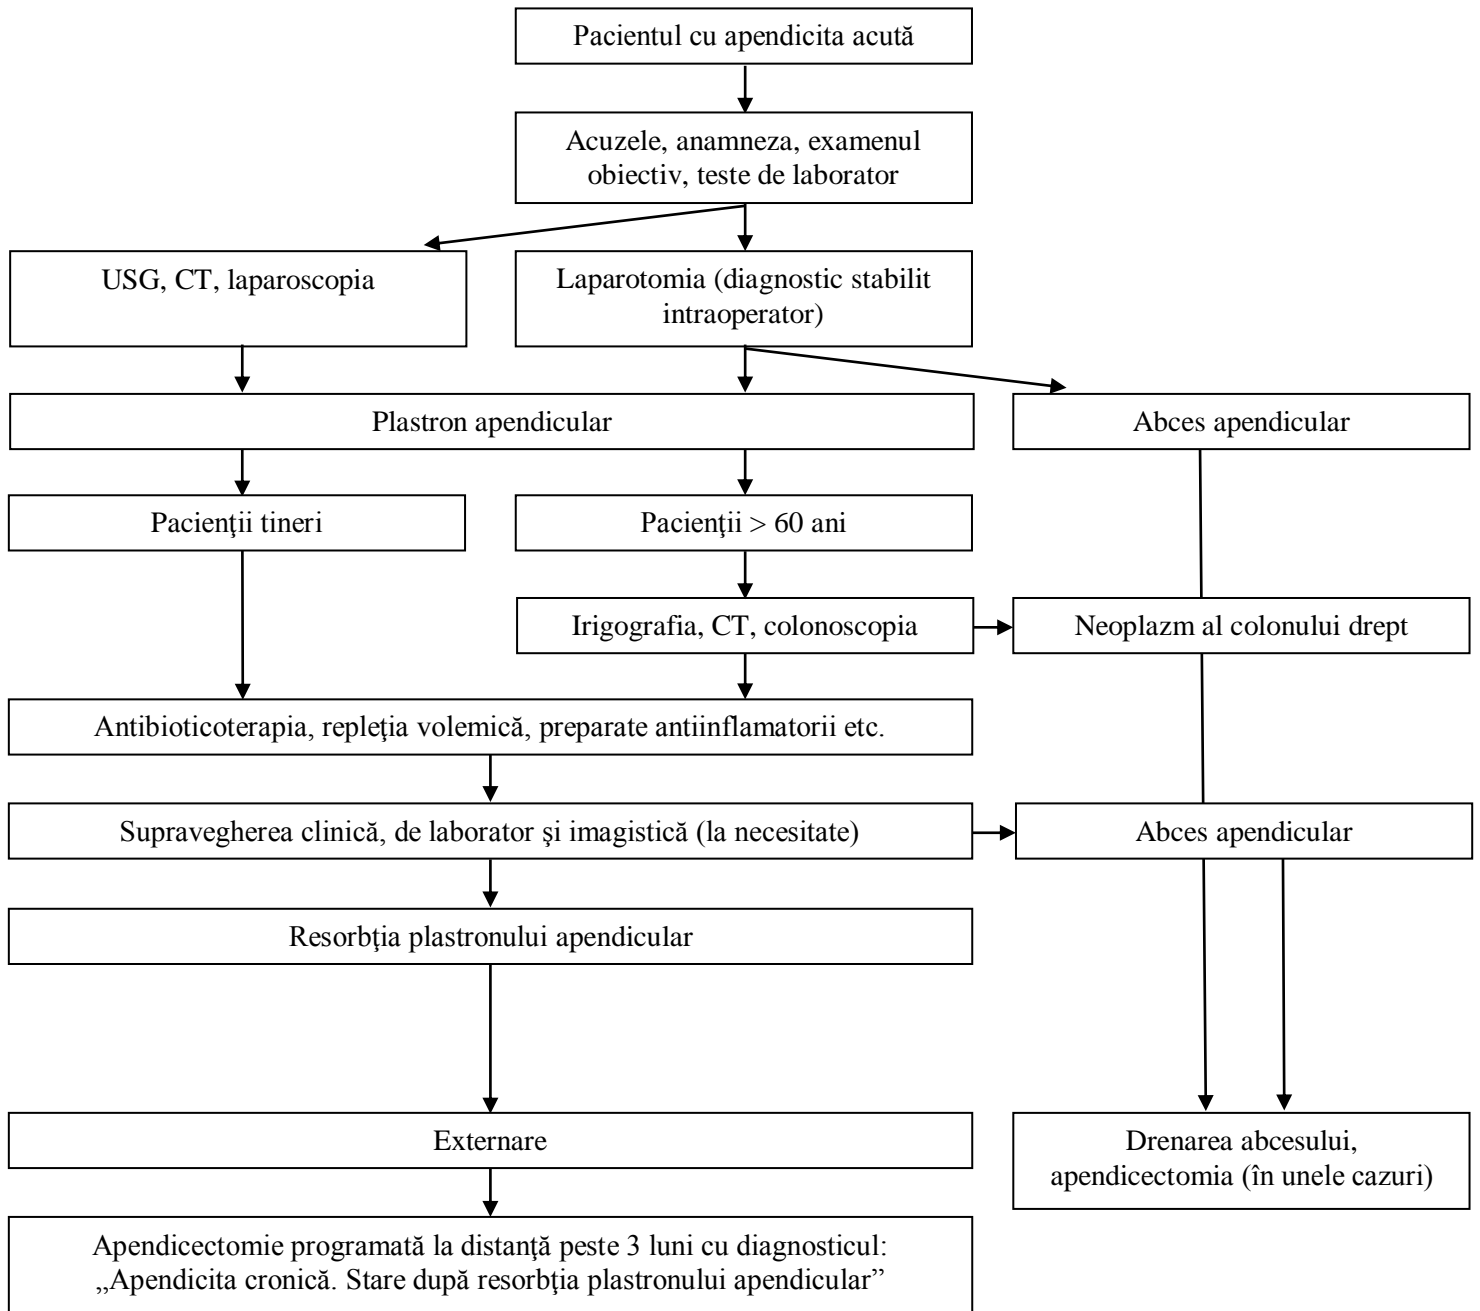 Pacientul cu apendicita acută
Acuzele, anamneza, examenul
obiectiv, teste de laborator
USG, CT, laparoscopia
Laparotomia (diagnostic stabilit
intraoperator)
Plastron apendicular
Abces apendicular
Pacienţii tineri
Pacienţii > 60 ani
Irigografia, CT, colonoscopia
Neoplazm al colonului drept
Antibioticoterapia, repleţia volemică, preparate antiinflamatorii etc.
Supravegherea clinică, de laborator şi imagistică (la necesitate)
Abces apendicular
Resorbţia plastronului apendicular
Externare
Drenarea abcesului,
apendicectomia (în unele cazuri)
Apendicectomie programată la distanţă peste 3 luni cu diagnosticul:
„Apendicita cronică. Stare după resorbţia plastronului apendicular”